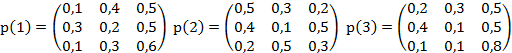 p(1) = (0,1 0,4 0,5
0,3 0,2 0,5
0,1 0,3 0,6) p(2) = (0,5 0,3 0,2
0,4 0,1 0,5
0,2 0,5 0,3) p(3) = (0,2 0,3 0,5
0,4 0,1 0,5
0,1 0,1 0,8)